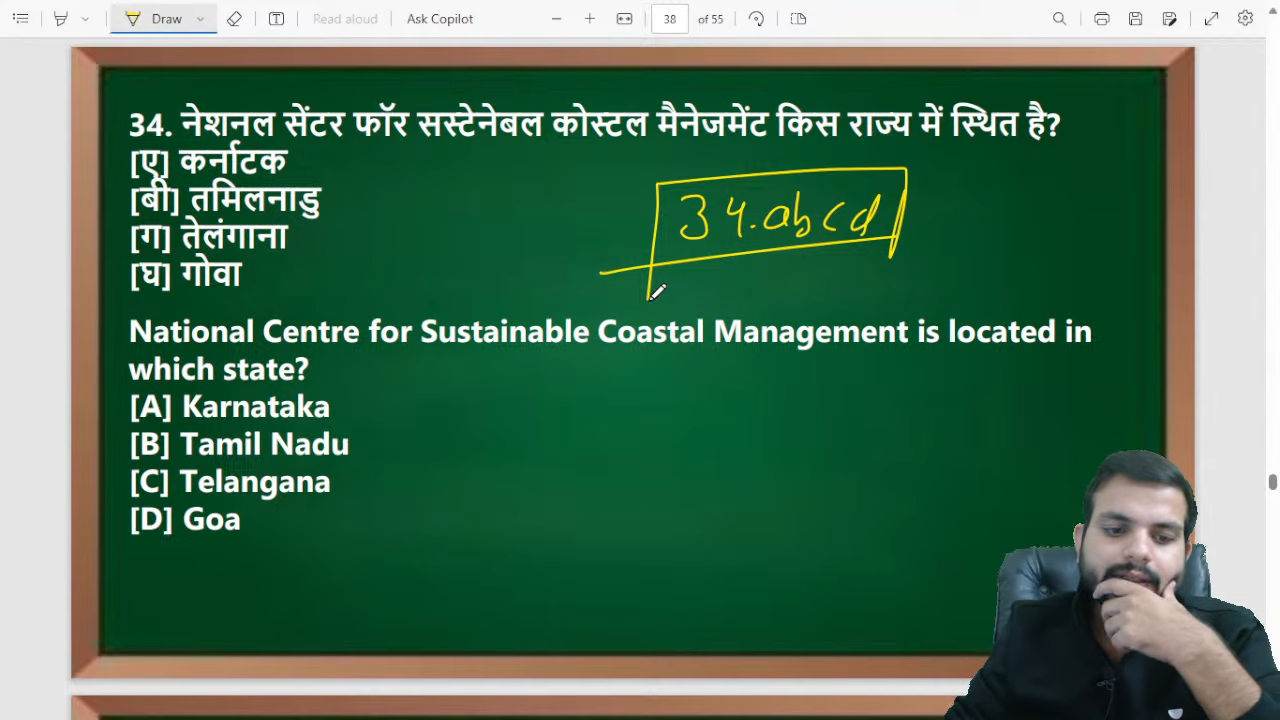 Draw
Read aloud
Ask Copilot
38
of 55
34. नेशनल सेंटर फॉर सस्टेनेबल कोस्टल मैनेजमेंट किस राज्य में स्थित है?
[ए] कर्नाटक
[बी] तमिलनाडु
[ग] तेलंगाना
[घ] गोवा
34.abcd
National Centre for Sustainable Coastal Management is located in
which state?
[A] Karnataka
[B] Tamil Nadu
[C] Telangana
[D] Goa